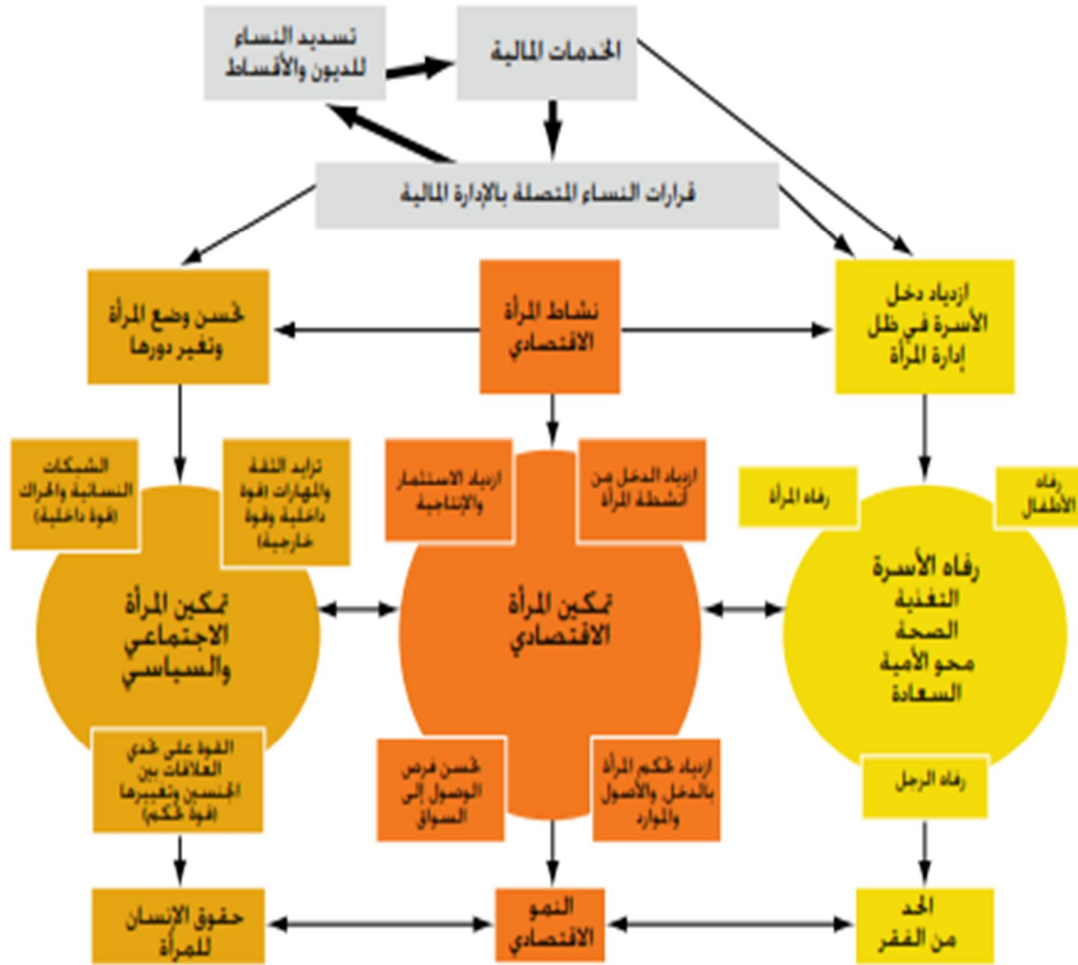 الخدمات المالية
تسديد النساء
للديون والأقساط
قرارات النساء المتصلة بالإدارة المالية
ازدياد دخل
الأسرة في ظل
إدارة المرأة
نشاط المرأة
الاقتصادي
تحسن وضع المرأة
وتغير دورها
رفاه
الأطفال
رفاه المرأة
رفاه الأسرة
التغذية
الصحة
محو الأمية
السعادة
رفاه الرجل
ازدياد الدخل من
أنشطة المرأة
ازدياد الاستثمار
والإنتاجية
تمكين المرأة
الاقتصادي
ازدياد تحكم المرأة
بالدخل والأصول
والموارد
تحسن فرص
الوصول إلى
السواق
تزايد الثقة
والمهارات (قوة
داخلية وقوة
خارجية)
الشبكات
النسائية والحراك
(قوة داخلية)
تمكين المرأة
الاجتماعي
والسياسي
القوة على تحدي
العلاقات بين
الجنسين وتغييرها
(قوة تحكم)
الحد
من الفقر
النمو
الاقتصادي
حقوق الإنسان
للمرأة